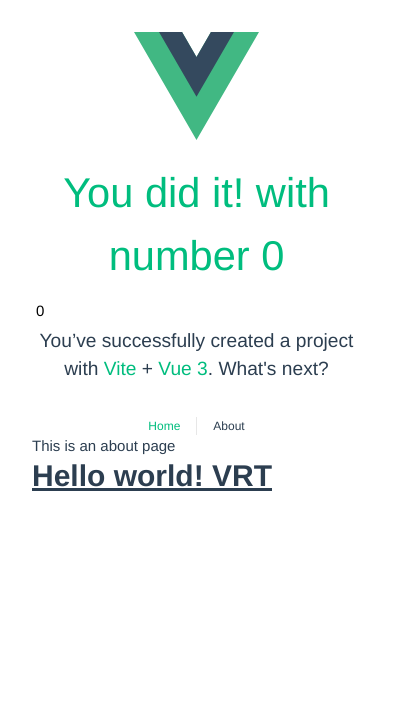 You did it! with
number 0
0
You’ve successfully created a project
with Vite + Vue 3. What's next?
Home About
This is an about page
Hello world! VRT